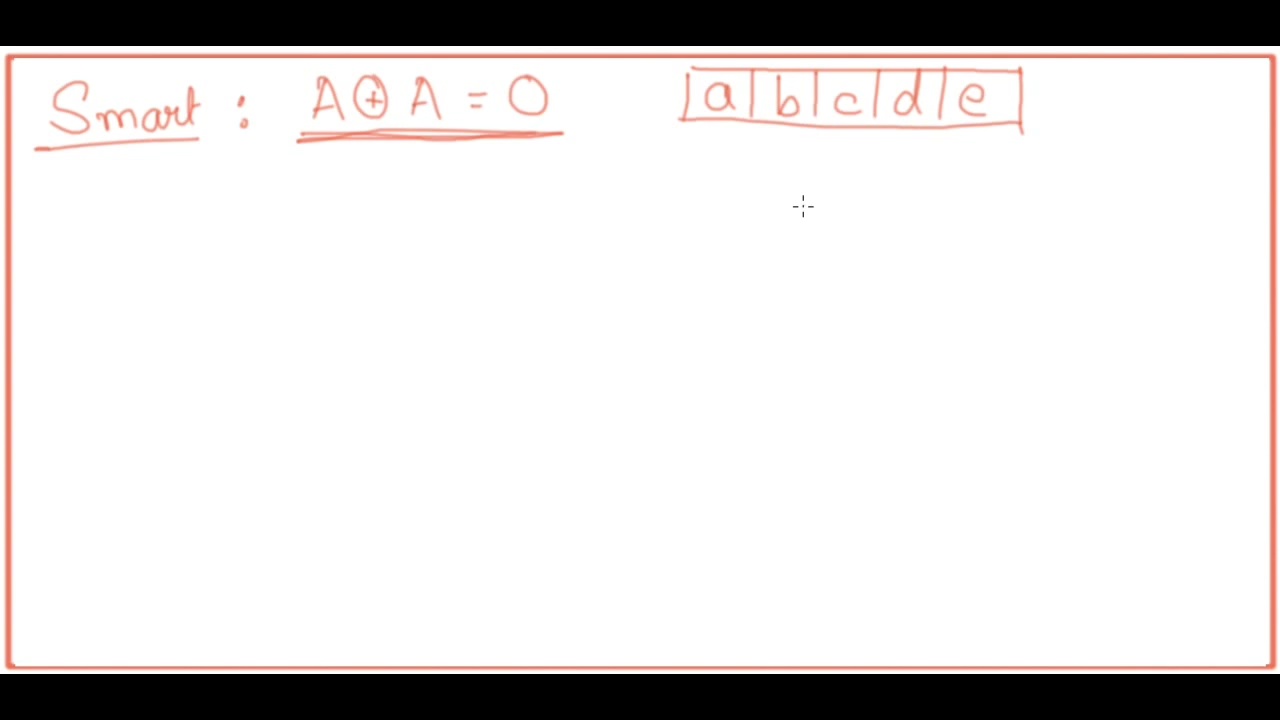 Smart : A ⊕ A = 0 |a|b|c|d|e|